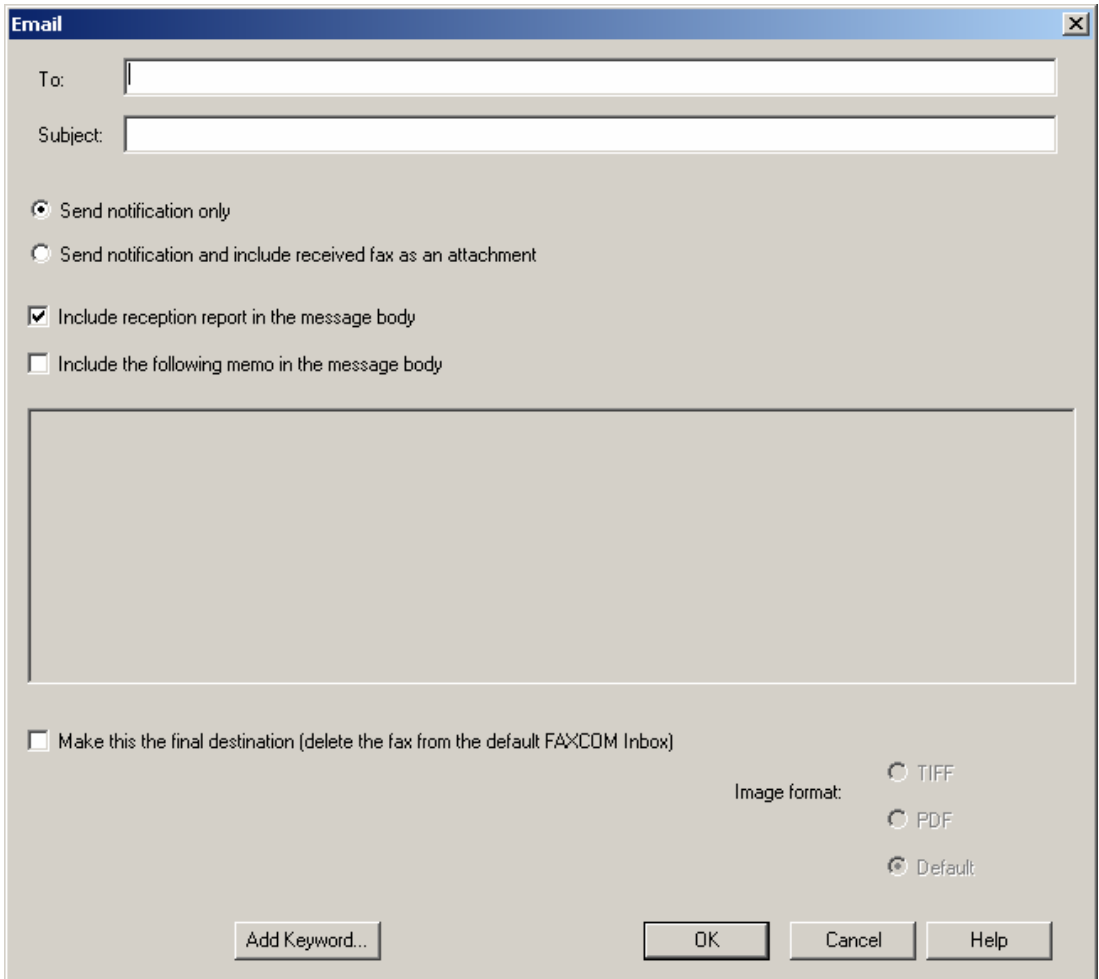 Email
To:
Subject:
Send notification only
Send notification and include received fax as an attachment
Include reception report in the message body
Include the following memo in the message body
Make this the final destination (delete the fax from the default FAXCOM Inbox)
Image format:
TIFF
PDF
Default
Add Keyword... OK Cancel Help